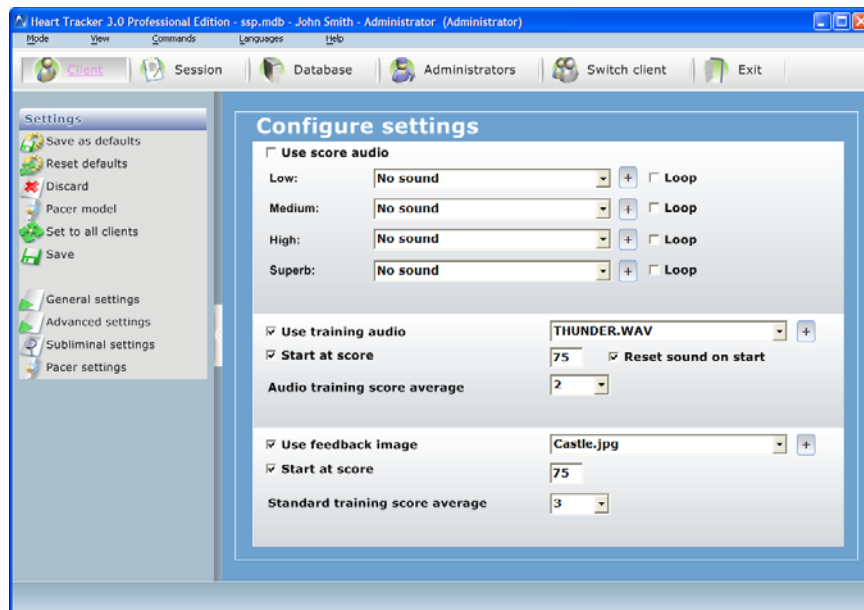 Heart Tracker 3.0 Professional Edition - ssp.mdb - John Smith - Administrator (Administrator)
Mode View Commands Languages Help
Client Session Database Administrators Switch client Exit
Settings
Save as defaults
Reset defaults
Discard
Pacer model
Set to all clients
Save
General settings
Advanced settings
Subliminal settings
Pacer settings
Configure settings
Use score audio
Low: No sound + Loop
Medium: No sound + Loop
High: No sound + Loop
Superb: No sound + Loop
Use training audio THUNDER.WAV +
Start at score 75 Reset sound on start
Audio training score average 2
Use feedback image Castle.jpg +
Start at score 75
Standard training score average 3